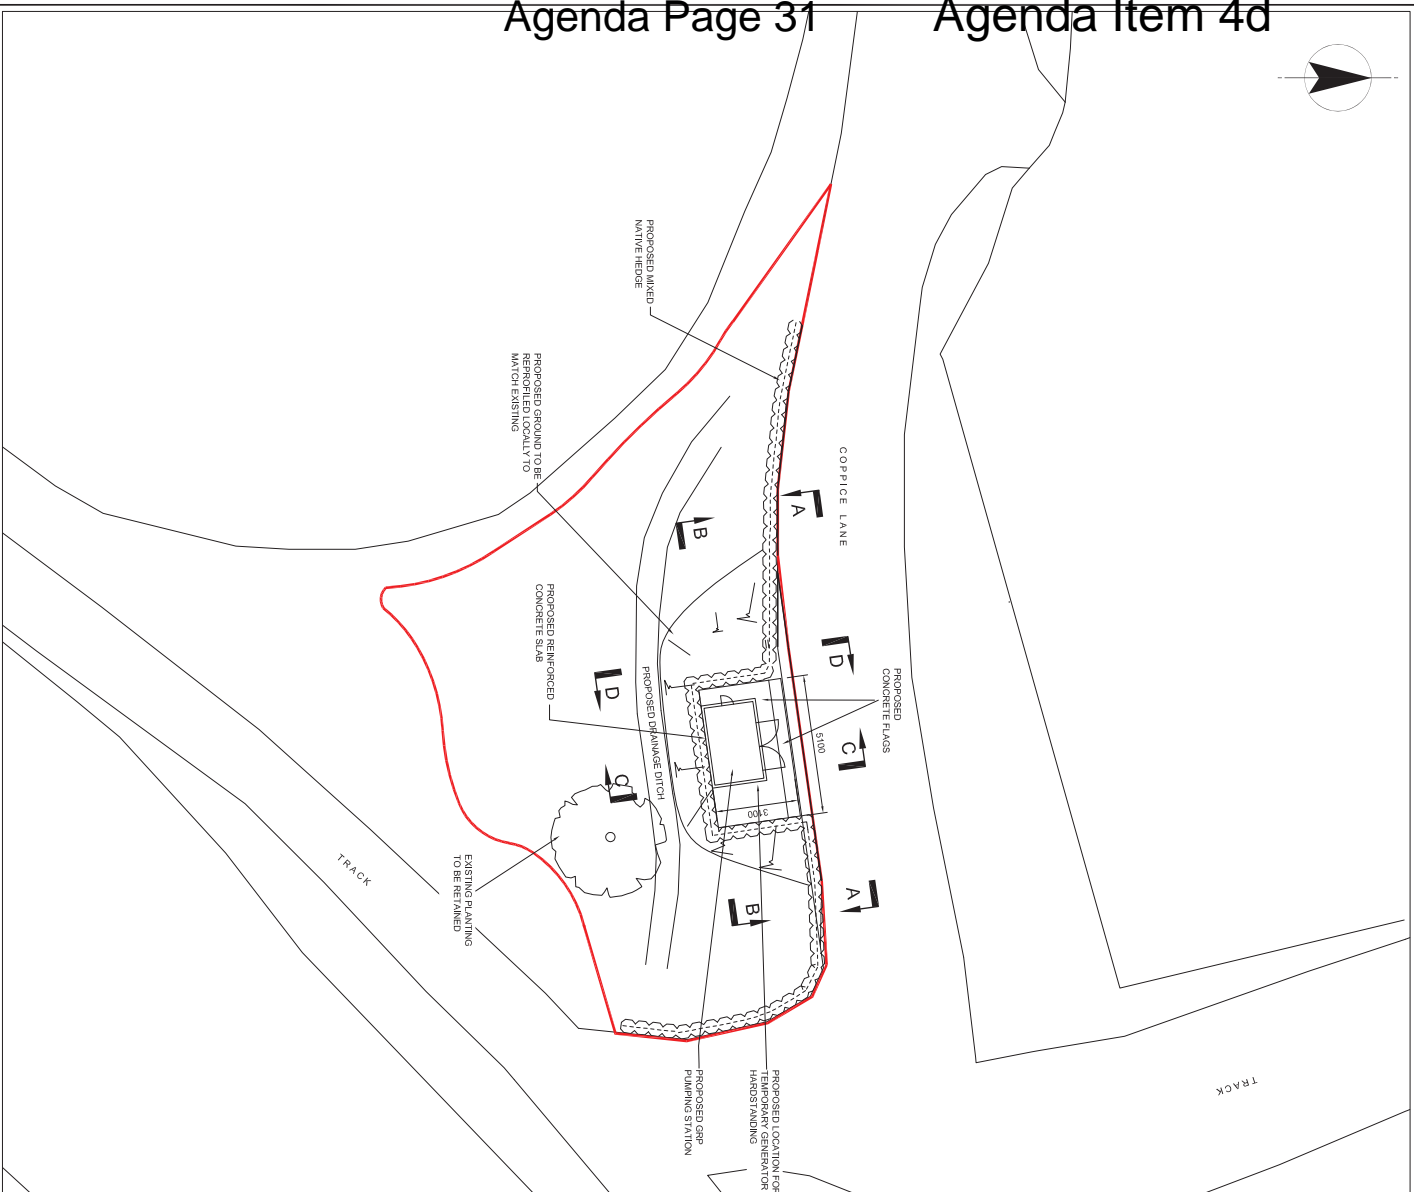 Agenda Page 31
Agenda Item 4d
PROPOSED MIXED
NATIVE HEDGE
PROPOSED GROUND TO BE
REPROFILED LOCALLY TO
MATCH EXISTING
COPPICE LANE
A
B
PROPOSED REINFORCED
CONCRETE SLAB
D
D
PROPOSED DRAINAGE DITCH
PROPOSED
CONCRETE FLAGS
5100
C
C
3400
TRACK
EXISTING PLANTING
TO BE RETAINED
A
B
PROPOSED GRP
PUMPING STATION
PROPOSED LOCATION FOR
TEMPORARY GENERATOR
HARDSTANDING
TRACK